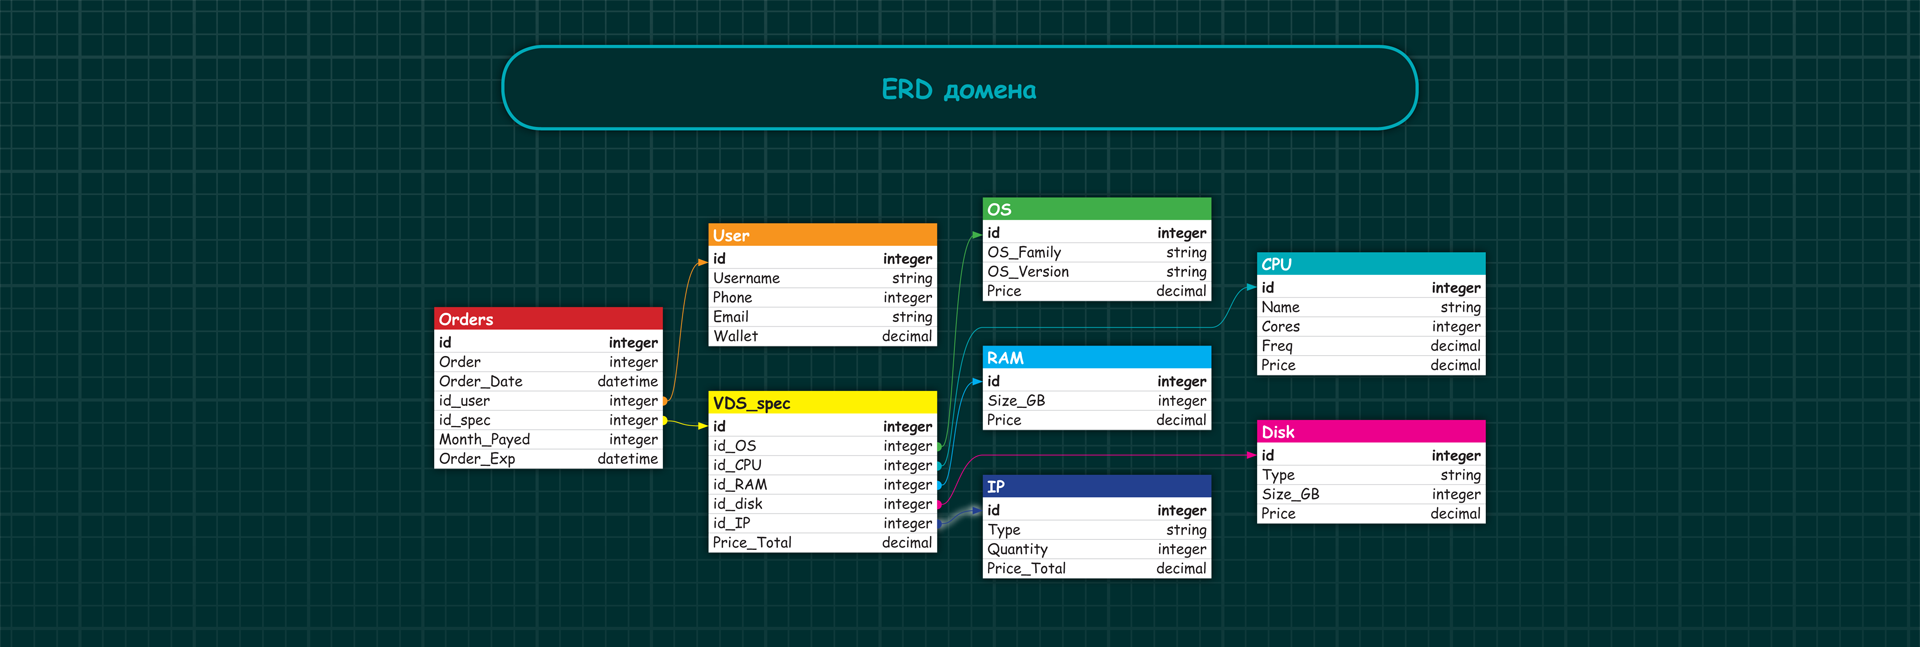 ERD домена
Orders
id integer
Order integer
Order_Date datetime
id_user integer
id_spec integer
Month_Payed integer
Order_Exp datetime
User
id integer
Username string
Phone integer
Email string
Wallet decimal
VDS_spec
id integer
id_OS integer
id_CPU integer
id_RAM integer
id_disk integer
id_IP integer
Price_Total decimal
OS
id integer
OS_Family string
OS_Version string
Price decimal
RAM
id integer
Size_GB integer
Price decimal
IP
id integer
Type string
Quantity integer
Price_Total decimal
CPU
id integer
Name string
Cores integer
Freq decimal
Price decimal
Disk
id integer
Type string
Size_GB integer
Price decimal